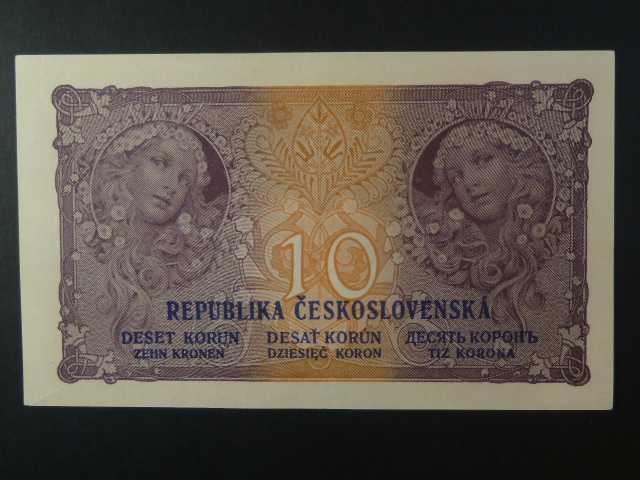 10
REPUBLIKA ČESKOSLOVENSKÁ
DESET KORUN DESAŤ KORÚN ДЕСЯТЬ КОРОНЪ
ZEHN KRONEN DZIESIĘĆ KORON TIZ KORONA